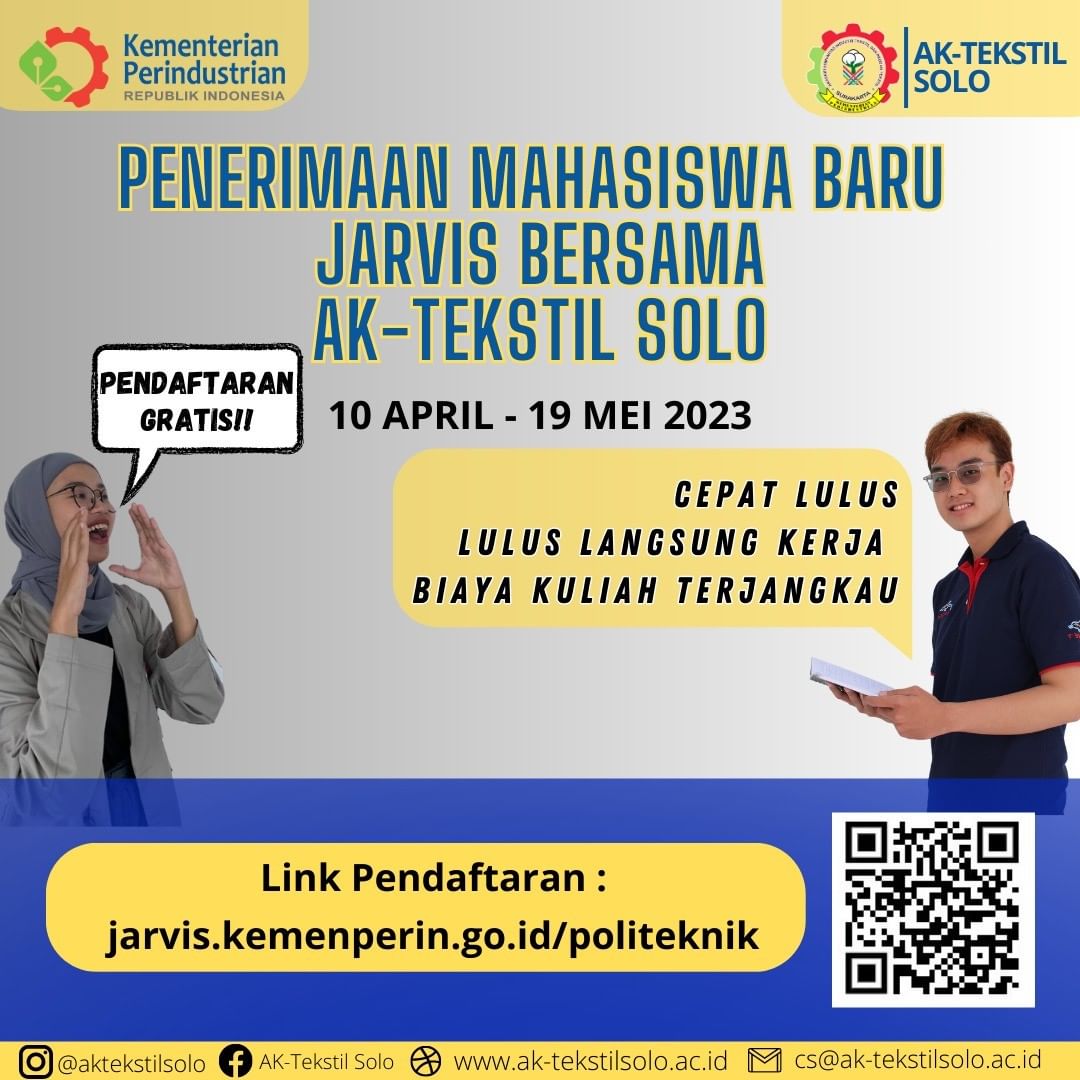 Kementerian
Perindustrian
REPUBLIK INDONESIA
AK-TEKSTIL
SOLO
SURAKARTA
PENERIMAAN MAHASISWA BARU
JARVIS BERSAMA
AK-TEKSTIL SOLO
PENDAFTARAN
GRATIS!!
10 APRIL - 19 MEI 2023
CEPAT LULUS
LULUS LANGSUNG KERJA
BIAYA KULIAH TERJANGKAU
Link Pendaftaran :
jarvis.kemenperin.go.id/politeknik
@aktekstilsolo AK-Tekstil Solo www.ak-tekstilsolo.ac.id cs@ak-tekstilsolo.ac.id